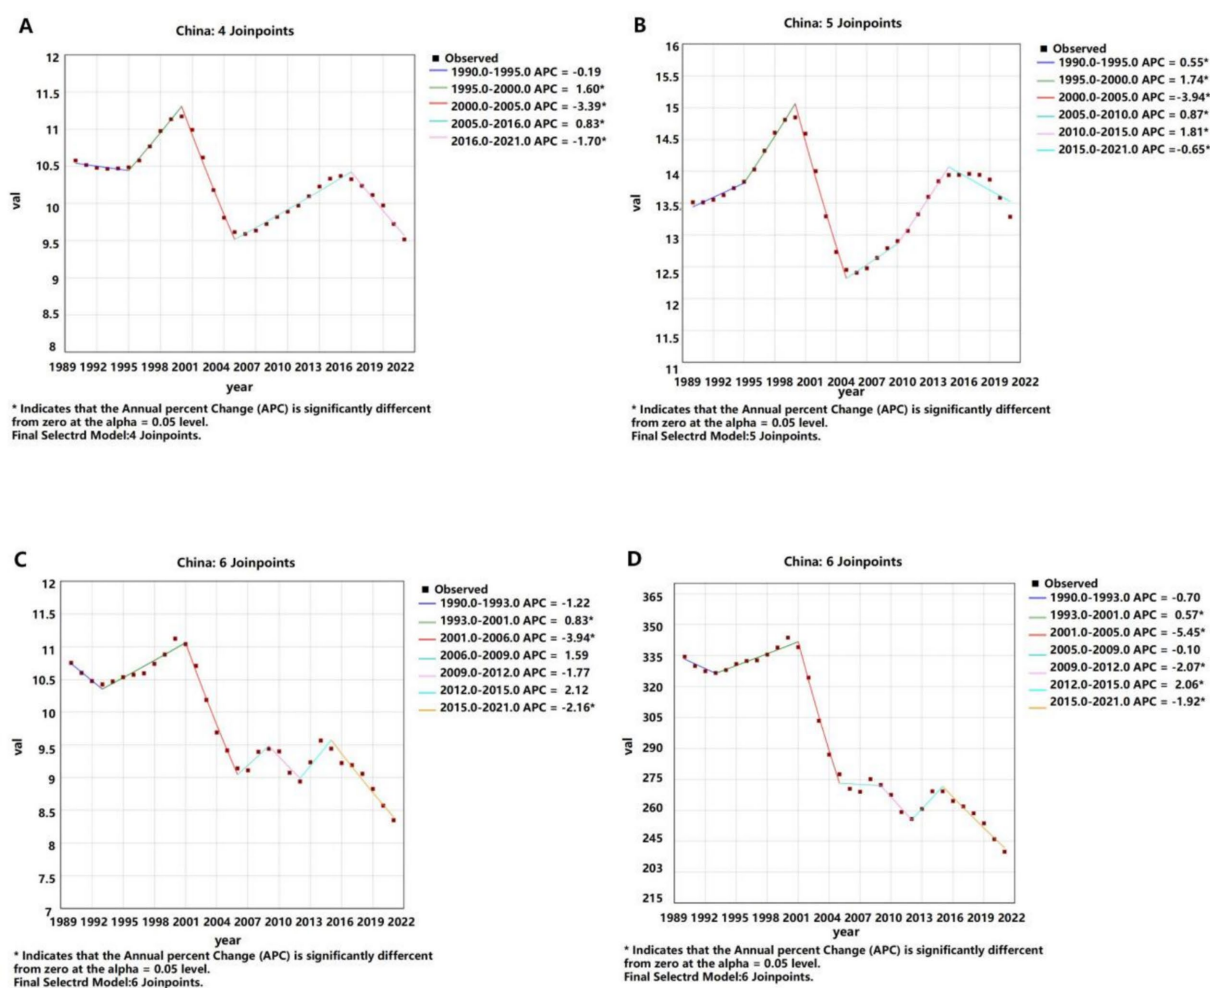 A
China: 4 Joinpoints
12
11.5
11
10.5
10
9.5
9
8.5
8
val
1989 1992 1995 1998 2001 2004 2007 2010 2013 2016 2019 2022
year
Observed
1990.0-1995.0 APC = -0.19
1995.0-2000.0 APC = 1.60*
2000.0-2005.0 APC = -3.39*
2005.0-2016.0 APC = 0.83*
2016.0-2021.0 APC = -1.70*
* Indicates that the Annual percent Change (APC) is significantly differcent
from zero at the alpha = 0.05 level.
Final Selectrd Model:4 Joinpoints.
B
China: 5 Joinpoints
16
15.5
15
14.5
14
13.5
13
12.5
12
11.5
11
val
1989 1992 1995 1998 2001 2004 2007 2010 2013 2016 2019 2022
year
Observed
1990.0-1995.0 APC = 0.55*
1995.0-2000.0 APC = 1.74*
2000.0-2005.0 APC =-3.94*
2005.0-2010.0 APC = 0.87*
2010.0-2015.0 APC = 1.81*
2015.0-2021.0 APC = -0.65*
* Indicates that the Annual percent Change (APC) is significantly differcent
from zero at the alpha = 0.05 level.
Final Selectrd Model:5 Joinpoints.
C
China: 6 Joinpoints
12
11.5
11
10.5
10
9.5
9
8.5
8
7.5
7
val
1989 1992 1995 1998 2001 2004 2007 2010 2013 2016 2019 2022
year
Observed
1990.0-1993.0 APC = -1.22
1993.0-2001.0 APC = 0.83*
2001.0-2006.0 APC = -3.94*
2006.0-2009.0 APC = 1.59
2009.0-2012.0 APC = -1.77
2012.0-2015.0 APC = 2.12
2015.0-2021.0 APC = -2.16*
* Indicates that the Annual percent Change (APC) is significantly differcent
from zero at the alpha = 0.05 level.
Final Selectrd Model:6 Joinpoints.
D
China: 6 Joinpoints
365
350
335
320
305
290
275
260
245
203
215
val
1989 1992 1995 1998 2001 2004 2007 2010 2013 2016 2019 2022
year
Observed
1990.0-1993.0 APC = -0.70
1993.0-2001.0 APC = 0.57*
2001.0-2005.0 APC = -5.45*
2005.0-2009.0 APC = -0.10
2009.0-2012.0 APC = -2.07*
2012.0-2015.0 APC = 2.06*
2015.0-2021.0 APC = -1.92*
* Indicates that the Annual percent Change (APC) is significantly differcent
from zero at the alpha = 0.05 level.
Final Selectrd Model:6 Joinpoints.